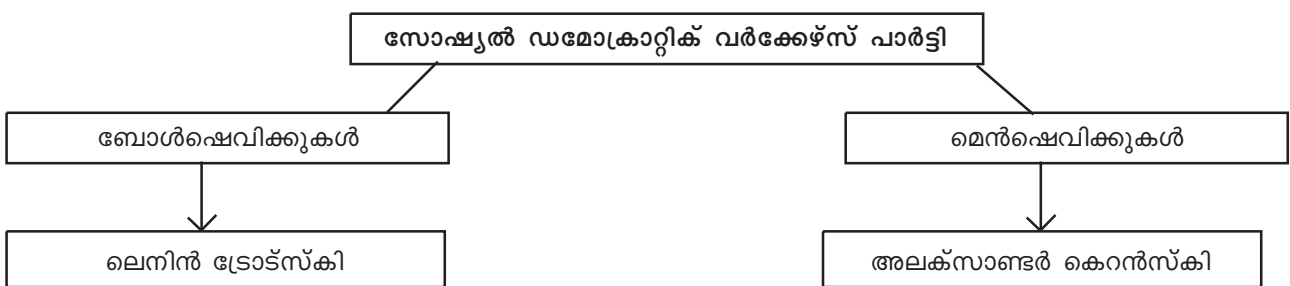 സോഷ്യൽ ഡമോക്രാറ്റിക് വർക്കേഴ്സ് പാർട്ടി
ബോൾഷെവിക്കുകൾ
മെൻഷെവിക്കുകൾ
ലെനിൻ ട്രോട്സ്കി
അലക്സാണ്ടർ കെറൻസ്കി